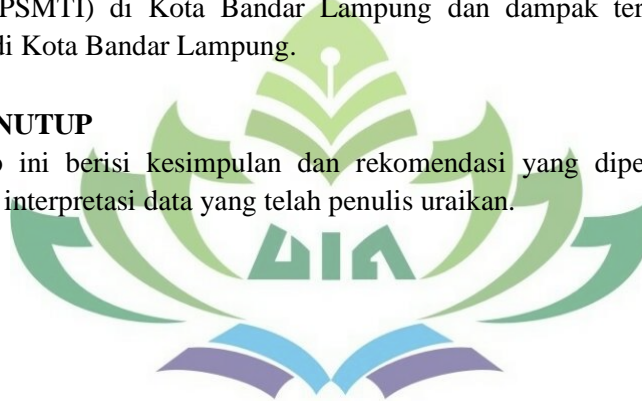 PSMTI) di Kota Bandar Lampung dan dampak ter
di Kota Bandar Lampung.
NUTUP
ini berisi kesimpulan dan rekomendasi yang dipe
interpretasi data yang telah penulis uraikan.
UIN